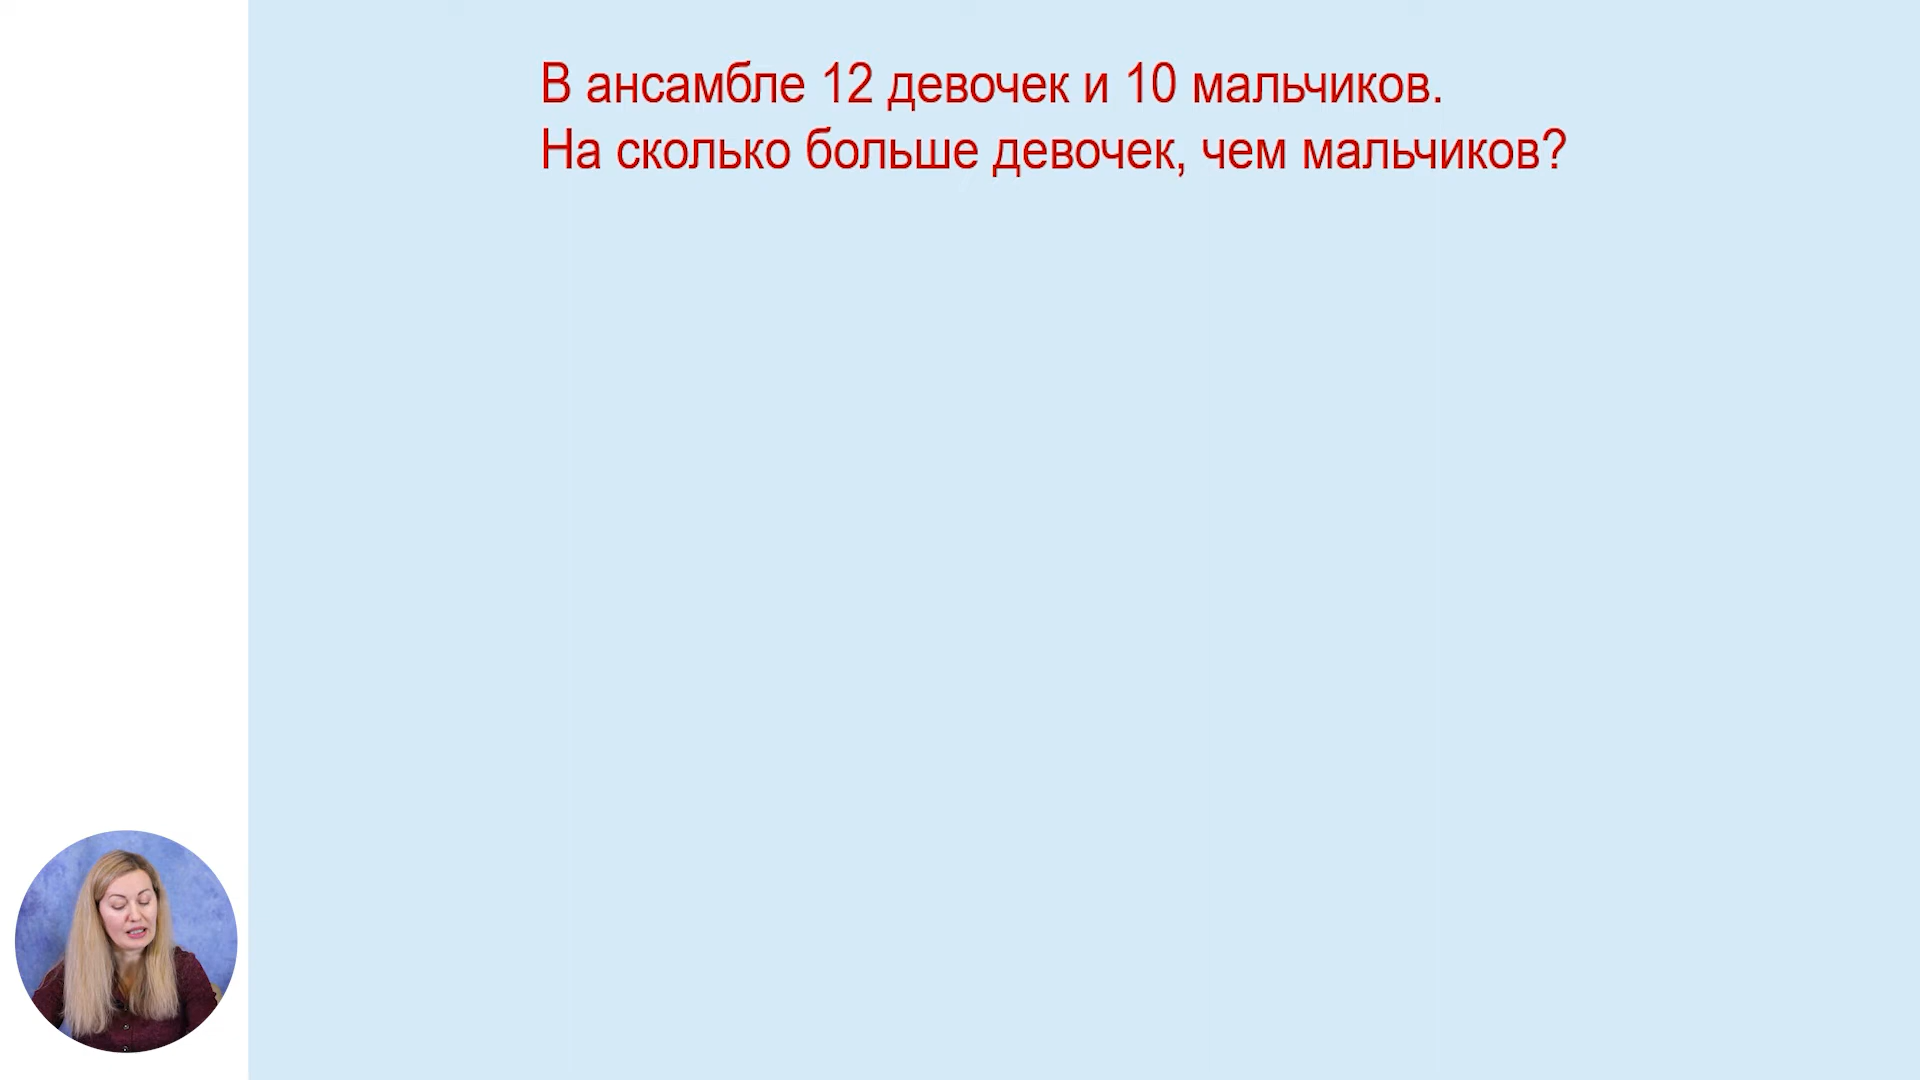 В ансамбле 12 девочек и 10 мальчиков.
На сколько больше девочек, чем мальчиков?